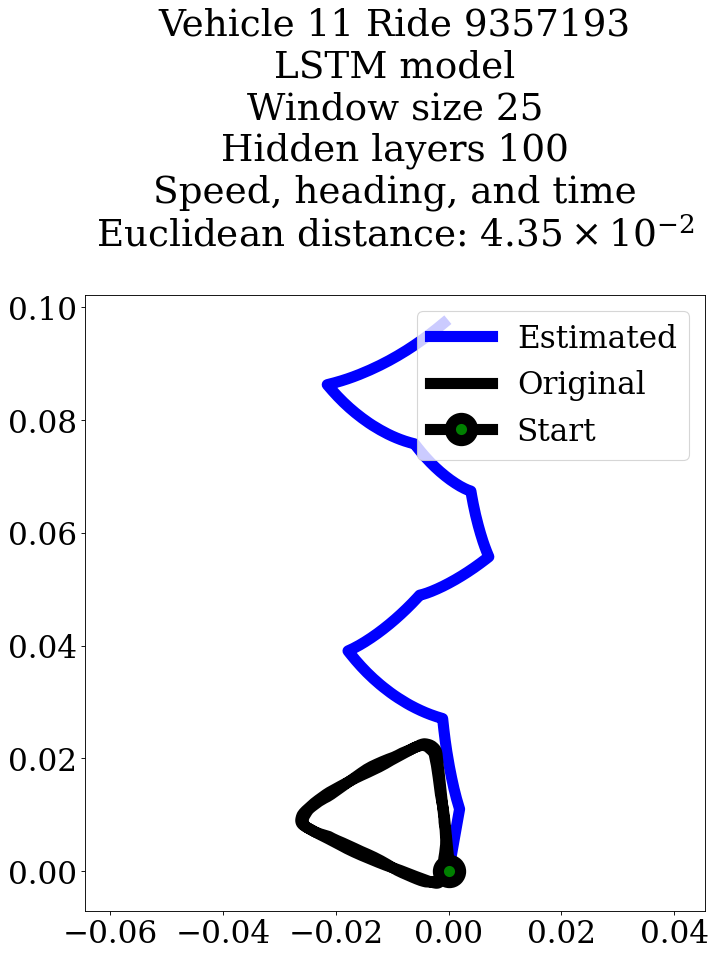 Vehicle 11 Ride 9357193
LSTM model
Window size 25
Hidden layers 100
Speed, heading, and time
Euclidean distance: 4.35 × 10⁻²
Estimated
Original
Start
0.10
0.08
0.06
0.04
0.02
0.00
−0.06 −0.04 −0.02 0.00 0.02 0.04